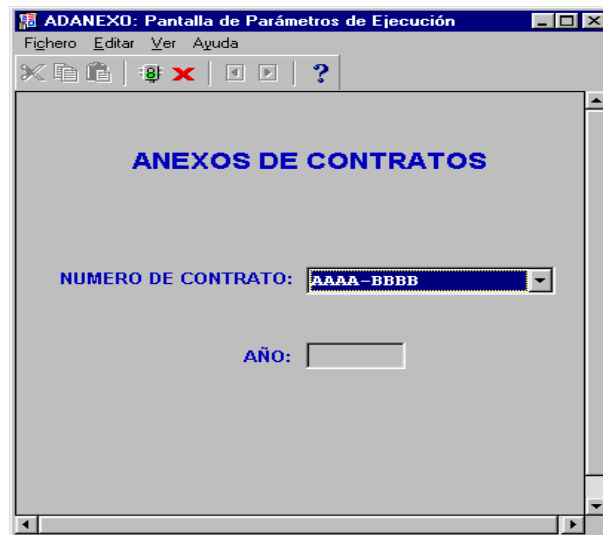 ADANEXO: Pantalla de Parámetros de Ejecución
Fichero Editar Ver Ayuda
?
ANEXOS DE CONTRATOS
NUMERO DE CONTRATO: AAAA-BBBB
AÑO: